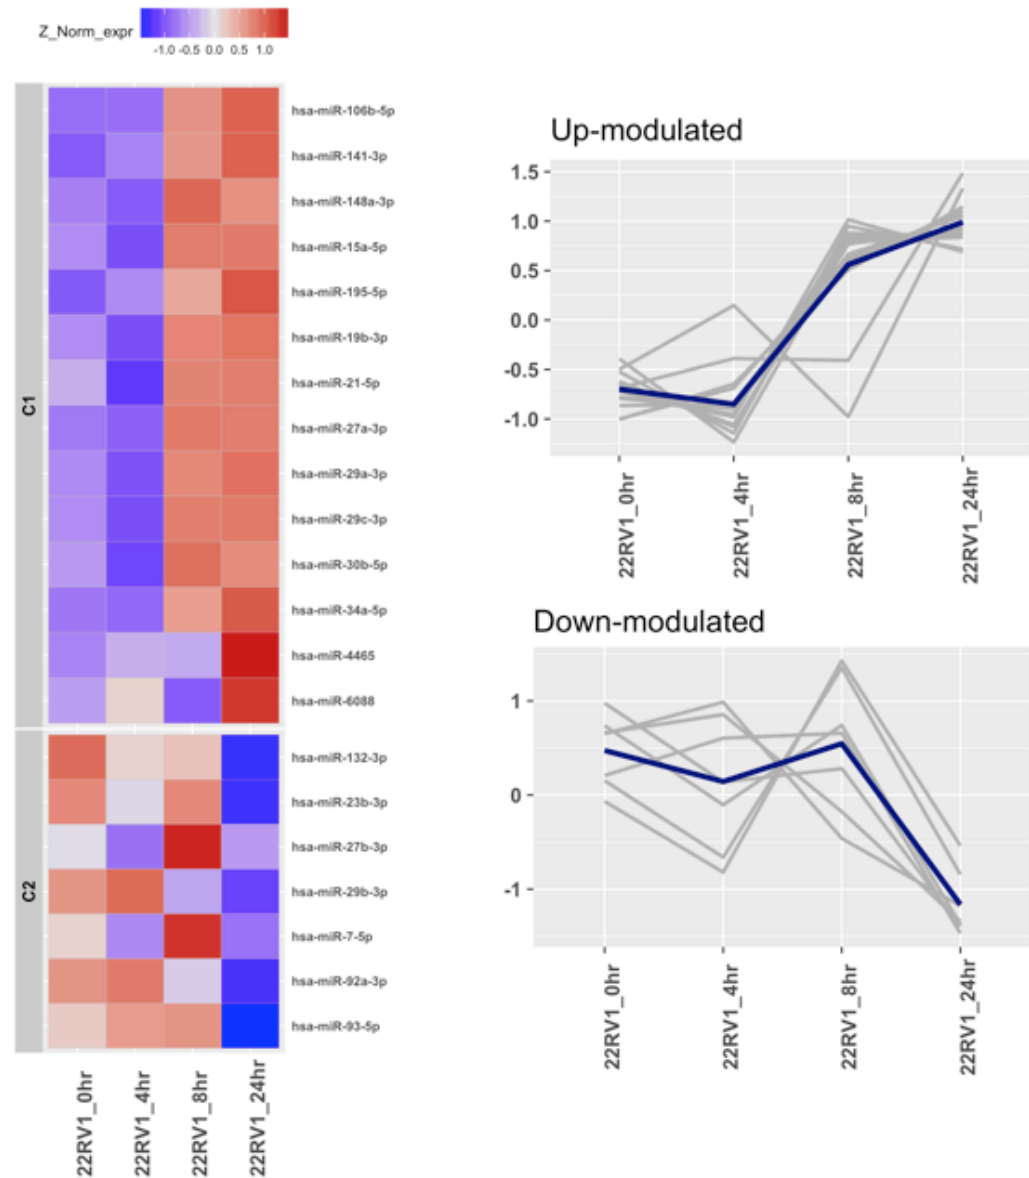 Z_Norm_expr
-1.0 -0.5 0.0 0.5 1.0
C1
hsa-miR-106b-5p
hsa-miR-141-3p
hsa-miR-148a-3p
hsa-miR-15a-5p
hsa-miR-195-5p
hsa-miR-19b-3p
hsa-miR-21-5p
hsa-miR-27a-3p
hsa-miR-29a-3p
hsa-miR-29c-3p
hsa-miR-30b-5p
hsa-miR-34a-5p
hsa-miR-4465
hsa-miR-6088
C2
hsa-miR-132-3p
hsa-miR-23b-3p
hsa-miR-27b-3p
hsa-miR-29b-3p
hsa-miR-7-5p
hsa-miR-92a-3p
hsa-miR-93-5p
22RV1_0hr
22RV1_4hr
22RV1_8hr
22RV1_24hr
Up-modulated
1.5
1.0
0.5
0.0
-0.5
-1.0
22RV1_0hr
22RV1_4hr
22RV1_8hr
22RV1_24hr
Down-modulated
1
0
-1
22RV1_0hr
22RV1_4hr
22RV1_8hr
22RV1_24hr